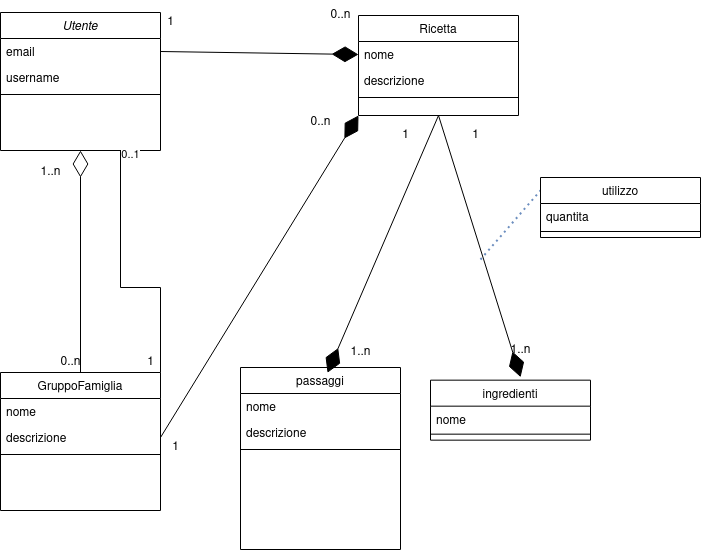 Utente
email
username
1
0..n
Ricetta
nome
descrizione
0..n
1
1
1..n
0..1
utilizzo
quantita
0..n
1
GruppoFamiglia
nome
descrizione
1
1..n
passaggi
nome
descrizione
1..n
ingredienti
nome